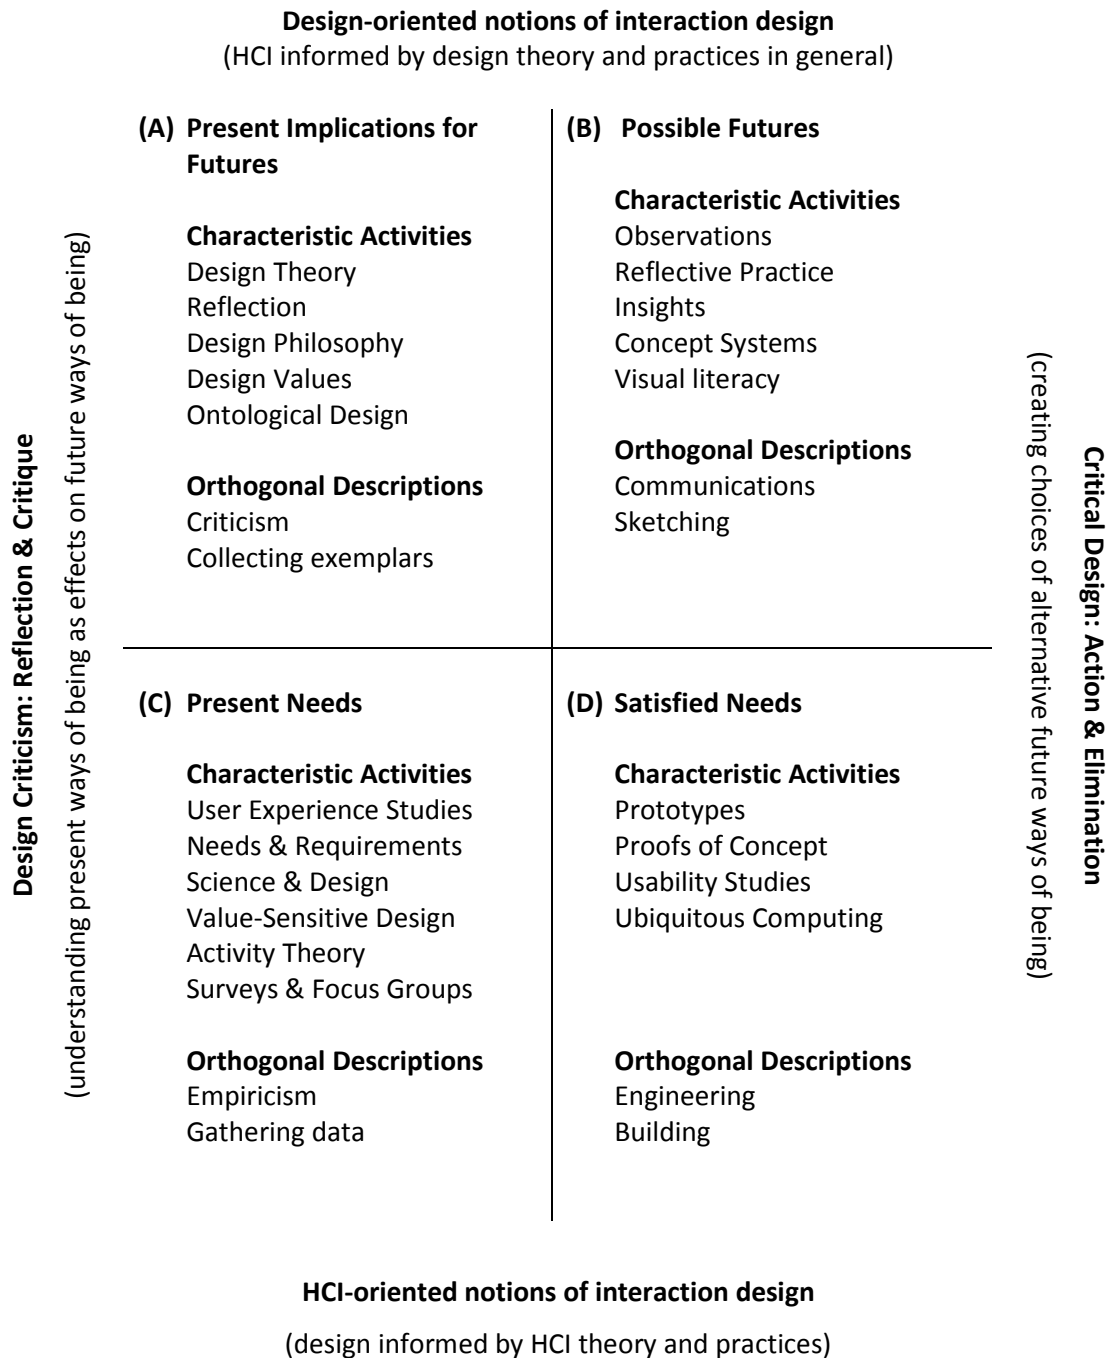 Design-oriented notions of interaction design
(HCI informed by design theory and practices in general)
Design Criticism: Reflection & Critique
(understanding present ways of being as effects on future ways of being)
(A) Present Implications for
Futures
Characteristic Activities
Design Theory
Reflection
Design Philosophy
Design Values
Ontological Design
Orthogonal Descriptions
Criticism
Collecting exemplars
(B) Possible Futures
Characteristic Activities
Observations
Reflective Practice
Insights
Concept Systems
Visual literacy
Orthogonal Descriptions
Communications
Sketching
(C) Present Needs
Characteristic Activities
User Experience Studies
Needs & Requirements
Science & Design
Value-Sensitive Design
Activity Theory
Surveys & Focus Groups
Orthogonal Descriptions
Empiricism
Gathering data
(D) Satisfied Needs
Characteristic Activities
Prototypes
Proofs of Concept
Usability Studies
Ubiquitous Computing
Orthogonal Descriptions
Engineering
Building
Critical Design: Action & Elimination
(creating choices of alternative future ways of being)
HCI-oriented notions of interaction design
(design informed by HCI theory and practices)